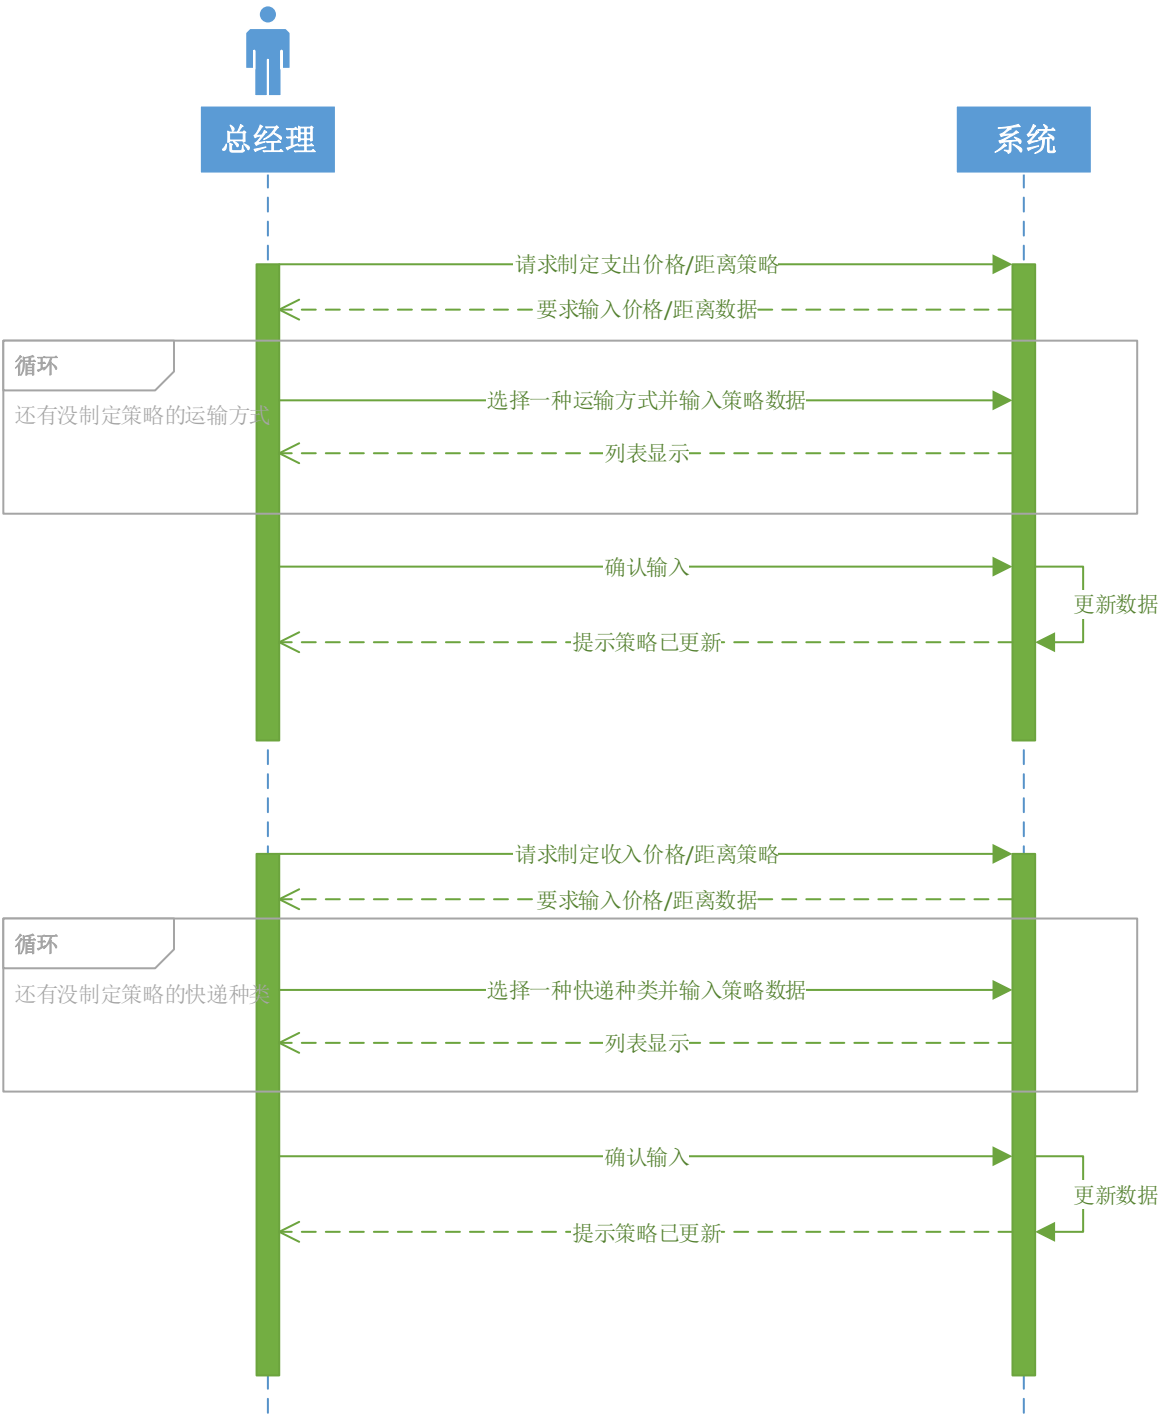 总经理
系统
请求制定支出价格/距离策略
要求输入价格/距离数据
循环
还有没制定策略的运输方式
选择一种运输方式并输入策略数据
列表显示
确认输入
更新数据
提示策略已更新
请求制定收入价格/距离策略
要求输入价格/距离数据
循环
还有没制定策略的快递种类
选择一种快递种类并输入策略数据
列表显示
确认输入
更新数据
提示策略已更新